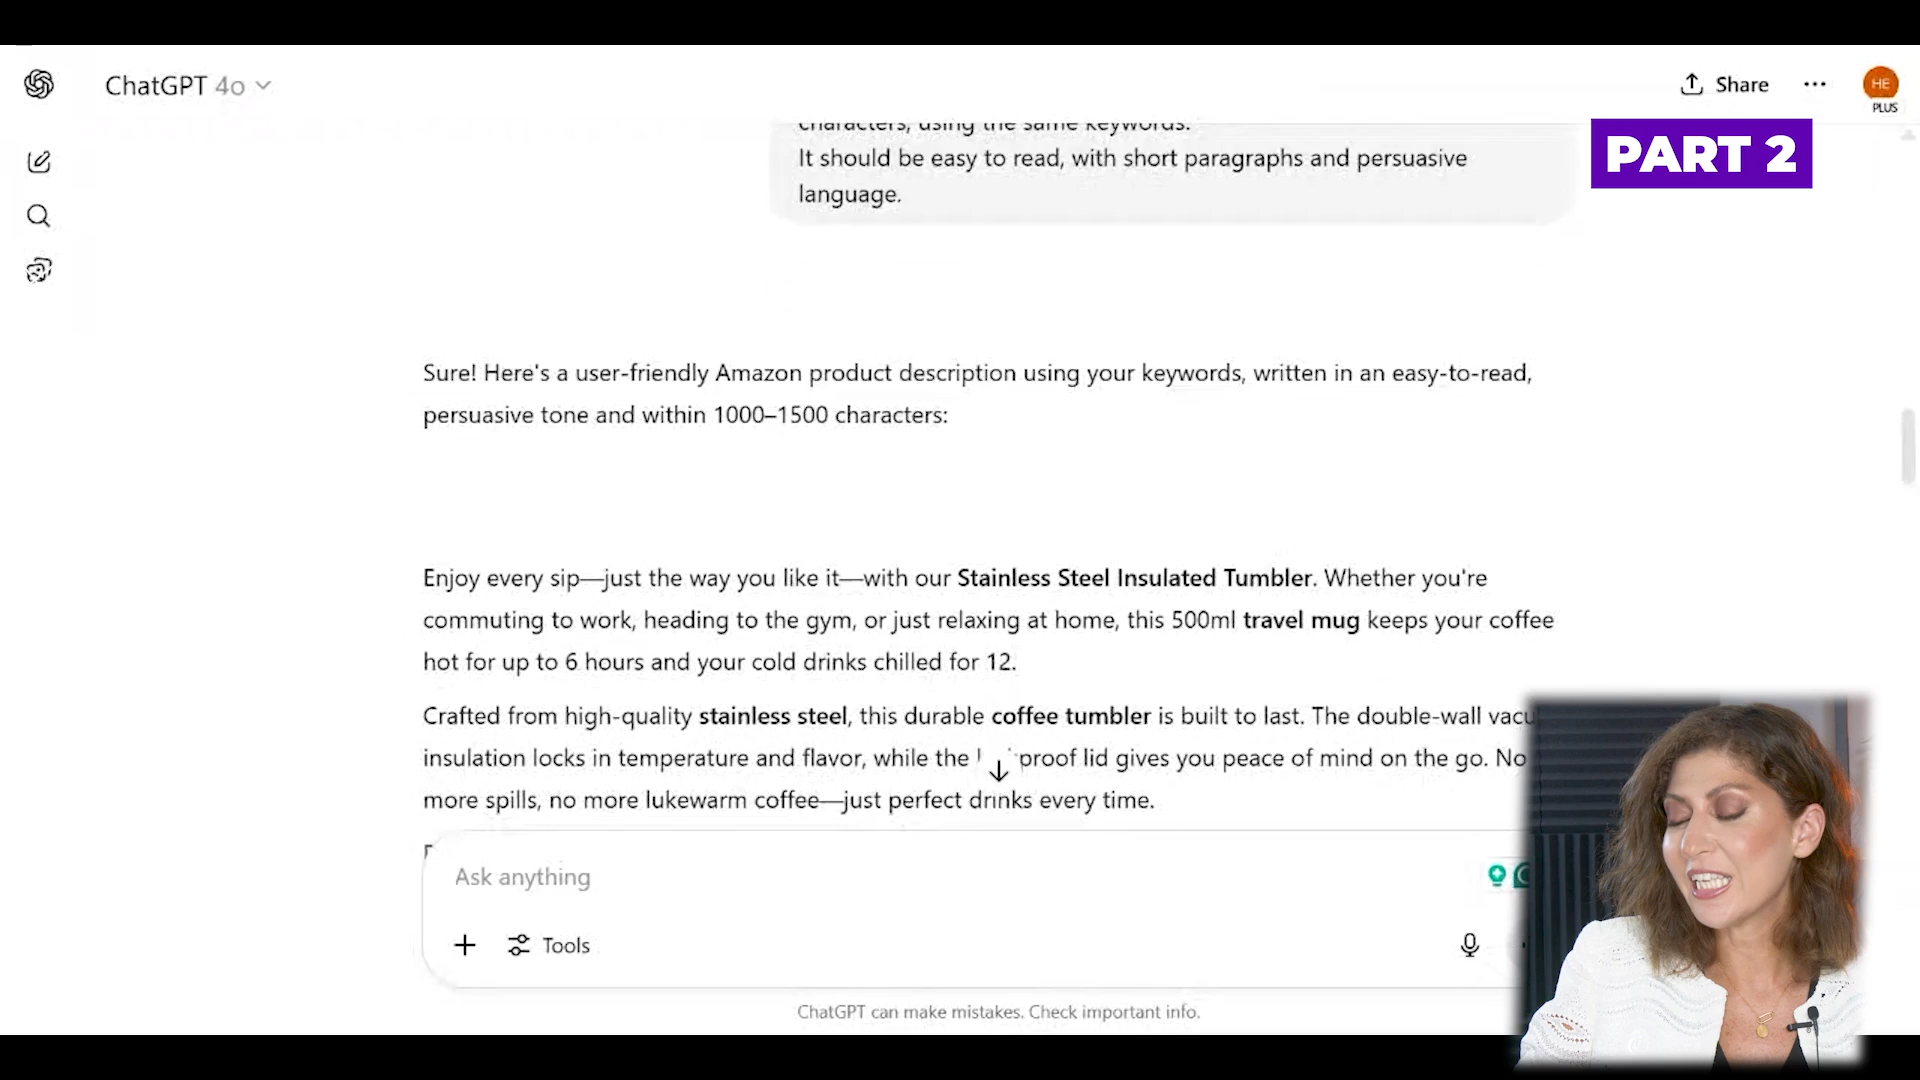 ChatGPT 4o
Share
HE
PLUS
PART 2
characters, using the same keywords.
It should be easy to read, with short paragraphs and persuasive
language.
Sure! Here's a user-friendly Amazon product description using your keywords, written in an easy-to-read,
persuasive tone and within 1000–1500 characters:
Enjoy every sip—just the way you like it—with our Stainless Steel Insulated Tumbler. Whether you're
commuting to work, heading to the gym, or just relaxing at home, this 500ml travel mug keeps your coffee
hot for up to 6 hours and your cold drinks chilled for 12.
Crafted from high-quality stainless steel, this durable coffee tumbler is built to last. The double-wall vacu
insulation locks in temperature and flavor, while the proof lid gives you peace of mind on the go. No
more spills, no more lukewarm coffee—just perfect drinks every time.
Ask anything
Tools
ChatGPT can make mistakes. Check important info.